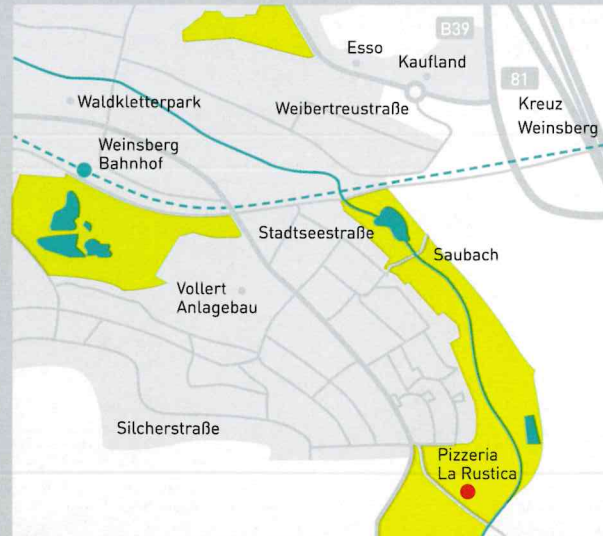 B39
Esso
Kaufland
81
Waldkletterpark
Weibertreustraße
Kreuz
Weinsberg
Weinsberg
Bahnhof
Stadtseestraße
Saubach
Vollert
Anlagebau
Silcherstraße
Pizzeria
La Rustica